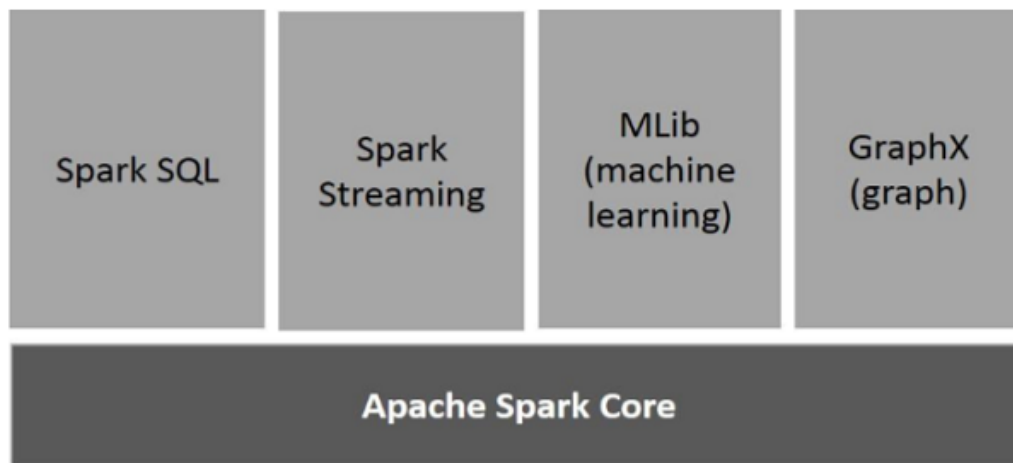 Spark SQL
Spark
Streaming
MLib
(machine
learning)
GraphX
(graph)
Apache Spark Core